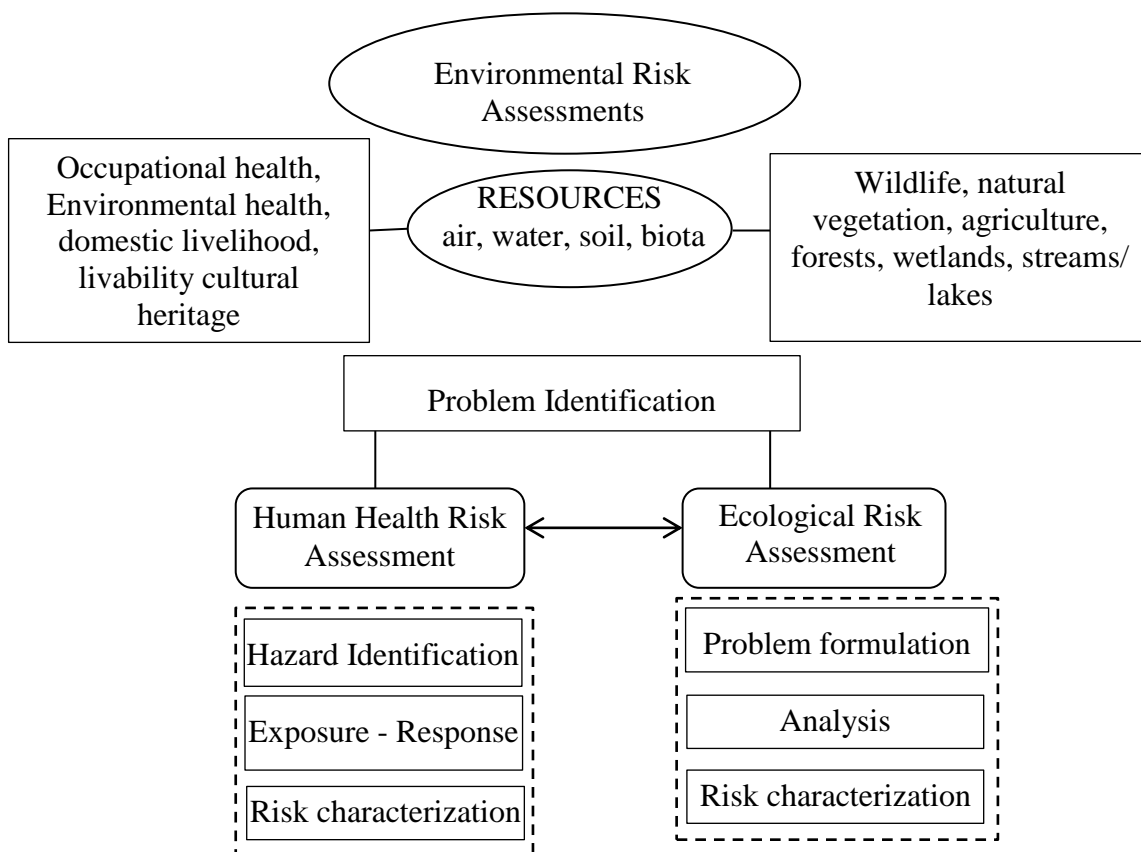 Environmental Risk
Assessments
Occupational health,
Environmental health,
domestic livelihood,
livability cultural
heritage
RESOURCES
air, water, soil, biota
Wildlife, natural
vegetation, agriculture,
forests, wetlands, streams/
lakes
Problem Identification
Human Health Risk
Assessment
Ecological Risk
Assessment
Hazard Identification
Exposure - Response
Risk characterization
Problem formulation
Analysis
Risk characterization